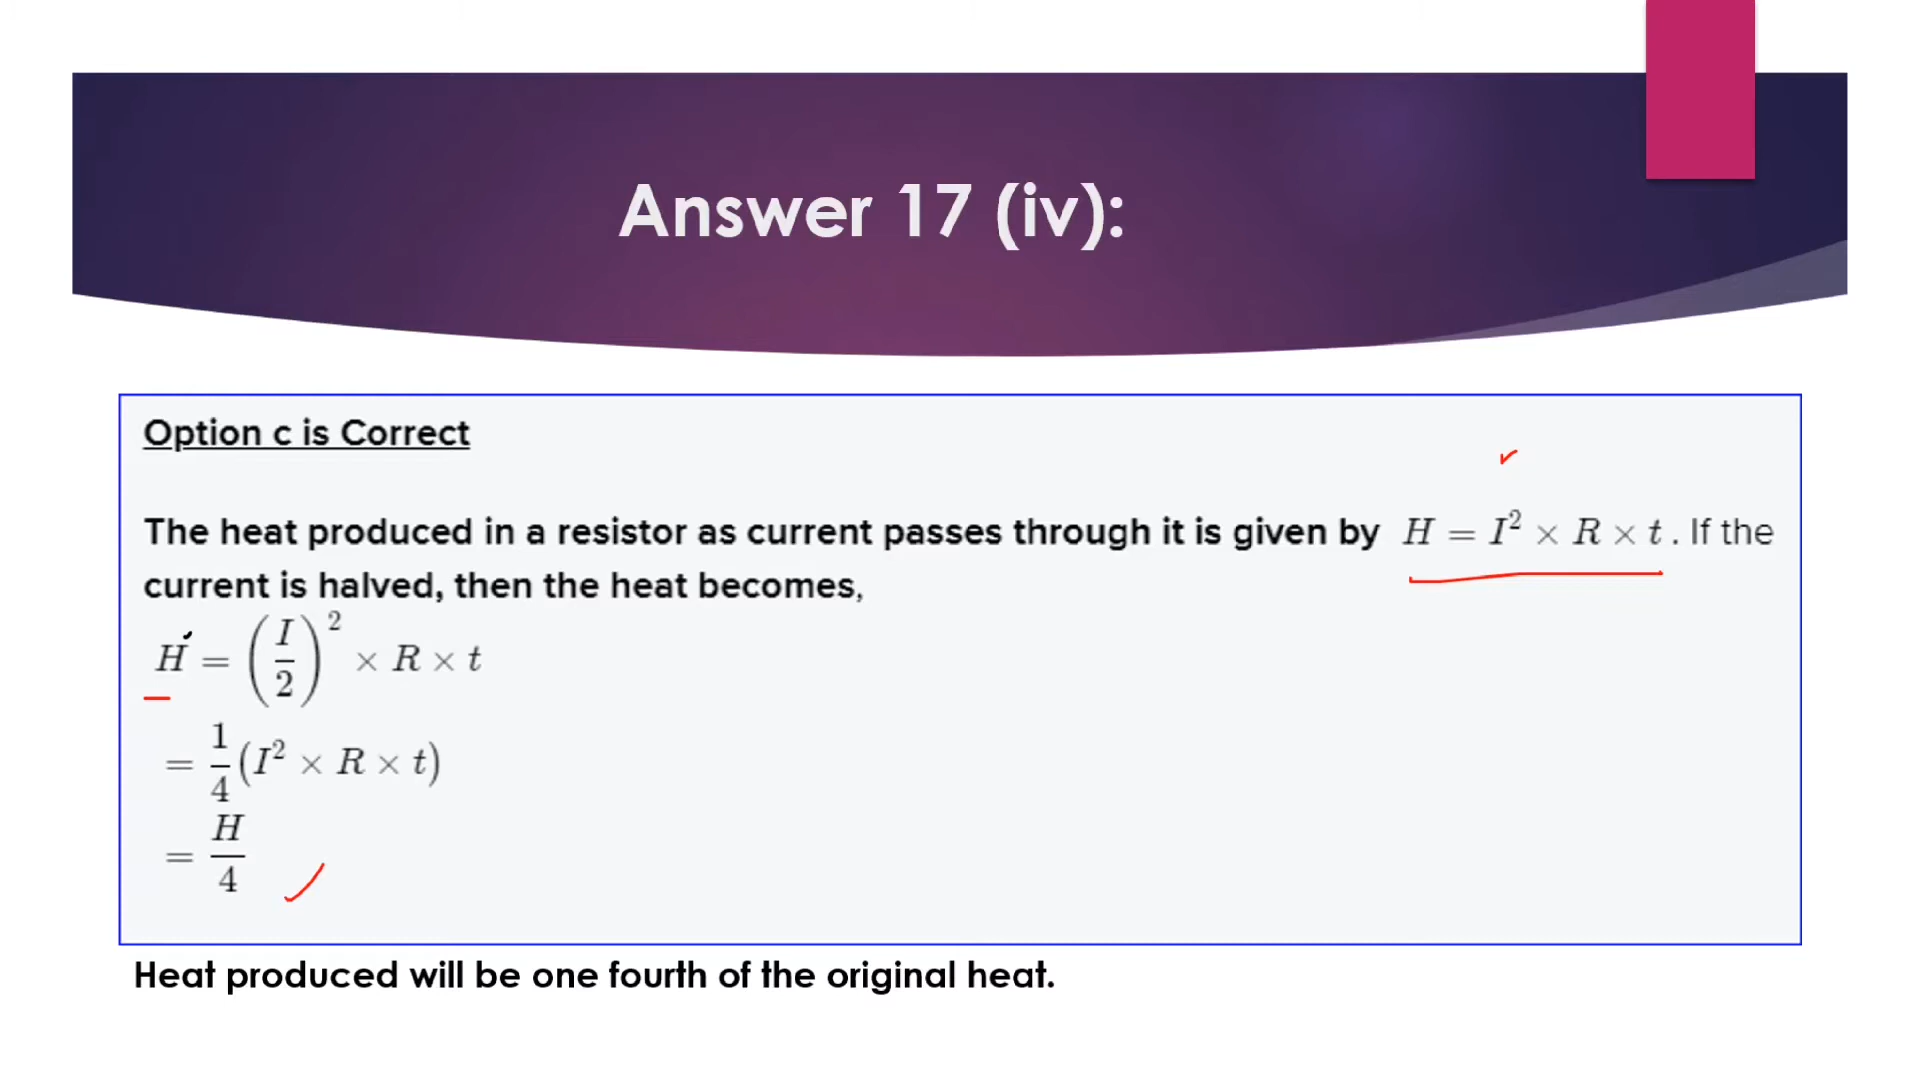 Answer 17 (iv):
Option c is Correct
The heat produced in a resistor as current passes through it is given by H = I² × R × t . If the
current is halved, then the heat becomes,
H' = (I/2)² × R × t
= 1/4 (I² × R × t)
= H/4
Heat produced will be one fourth of the original heat.